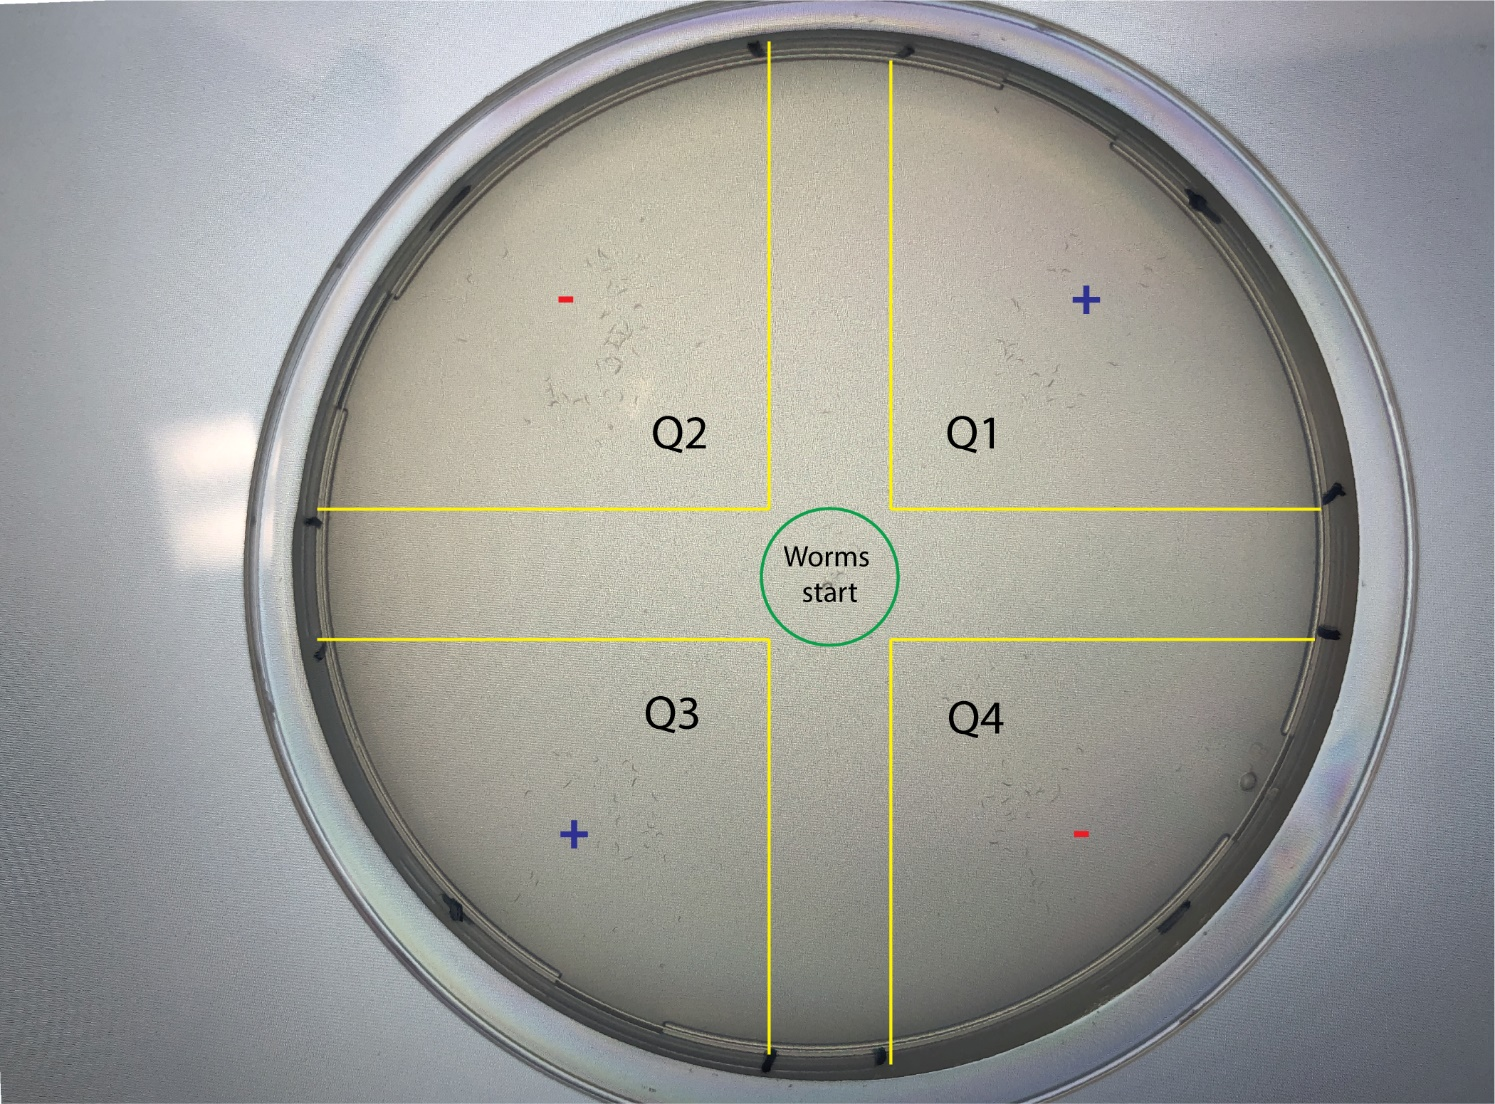 - +
Q2 Q1
Worms
start
Q3 Q4
+ -